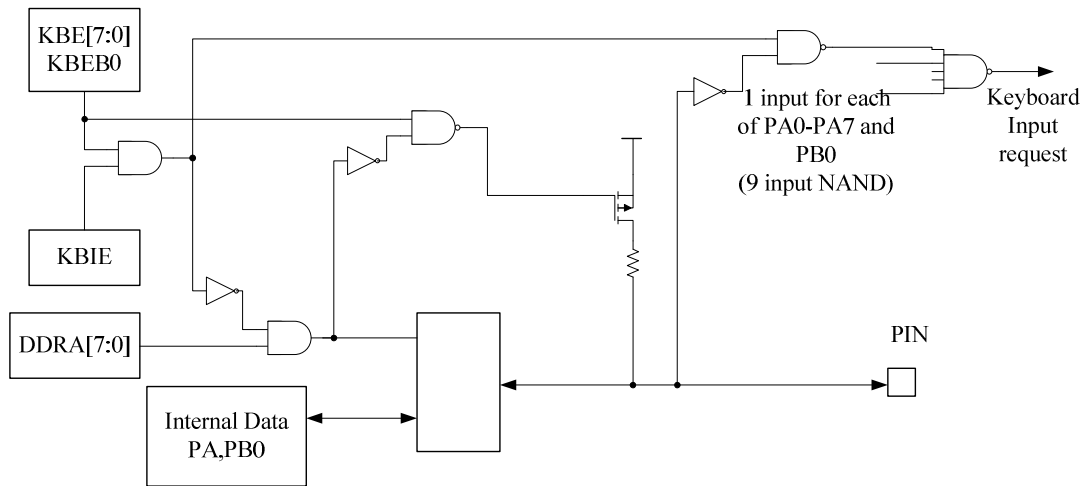 KBE[7:0]
KBEB0
KBIE
DDRA[7:0]
Internal Data
PA,PB0
1 input for each
of PA0-PA7 and
PB0
(9 input NAND)
Keyboard
Input
request
PIN